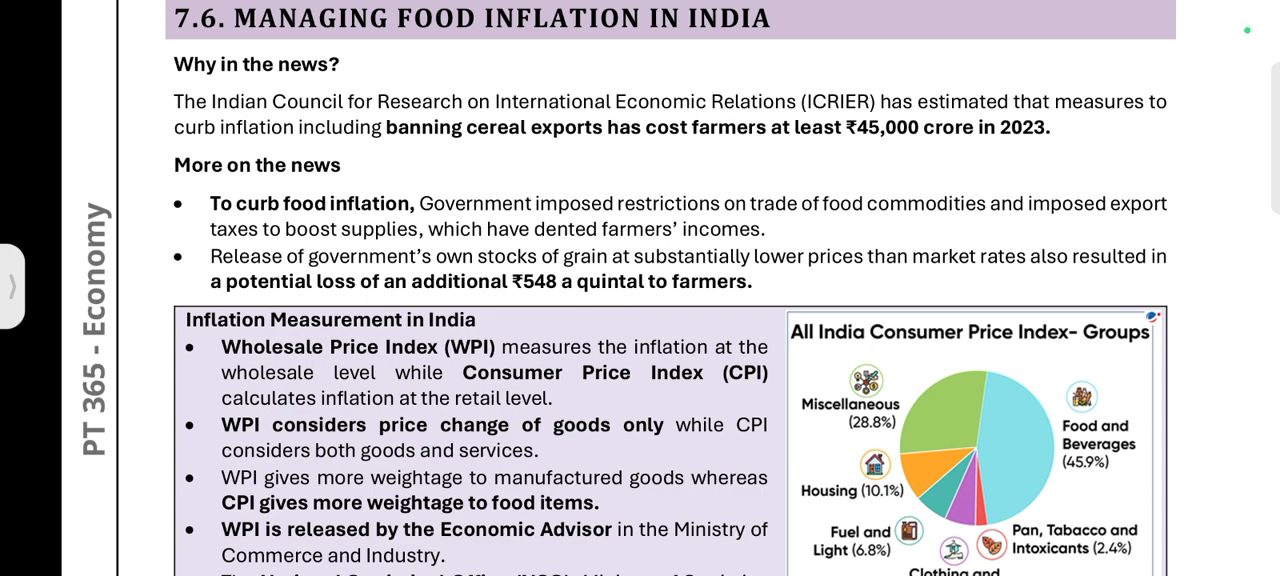 7.6. MANAGING FOOD INFLATION IN INDIA
Why in the news?
The Indian Council for Research on International Economic Relations (ICRIER) has estimated that measures to
curb inflation including banning cereal exports has cost farmers at least ₹45,000 crore in 2023.
More on the news
• To curb food inflation, Government imposed restrictions on trade of food commodities and imposed export
taxes to boost supplies, which have dented farmers’ incomes.
• Release of government’s own stocks of grain at substantially lower prices than market rates also resulted in
a potential loss of an additional ₹548 a quintal to farmers.
PT 365 - Economy
Inflation Measurement in India
• Wholesale Price Index (WPI) measures the inflation at the
wholesale level while Consumer Price Index (CPI)
calculates inflation at the retail level.
• WPI considers price change of goods only while CPI
considers both goods and services.
• WPI gives more weightage to manufactured goods whereas
CPI gives more weightage to food items.
• WPI is released by the Economic Advisor in the Ministry of
Commerce and Industry.
All India Consumer Price Index- Groups
Miscellaneous
(28.8%)
Food and
Beverages
(45.9%)
Housing (10.1%)
Fuel and
Light (6.8%)
Pan, Tabacco and
Intoxicants (2.4%)
Clothing and